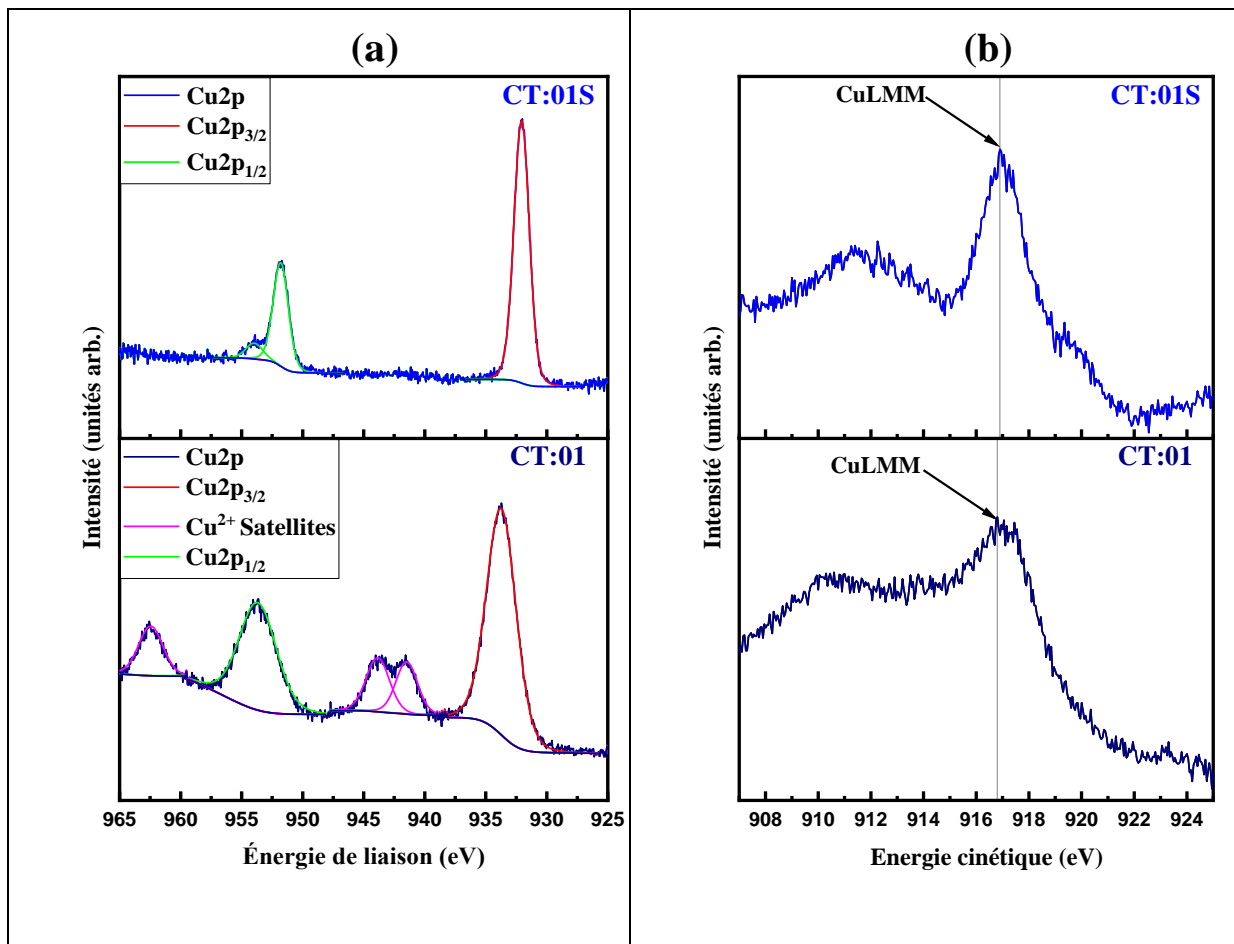 (a)
Cu2p
Cu2p3/2
Cu2p1/2
CT:01S
Cu2p
Cu2p3/2
Cu2+ Satellites
Cu2p1/2
CT:01
Intensité (unités arb.)
965 960 955 950 945 940 935 930 925
Énergie de liaison (eV)
(b)
CuLMM
CT:01S
CuLMM
CT:01
Intensité (unités arb.)
908 910 912 914 916 918 920 922 924
Energie cinétique (eV)